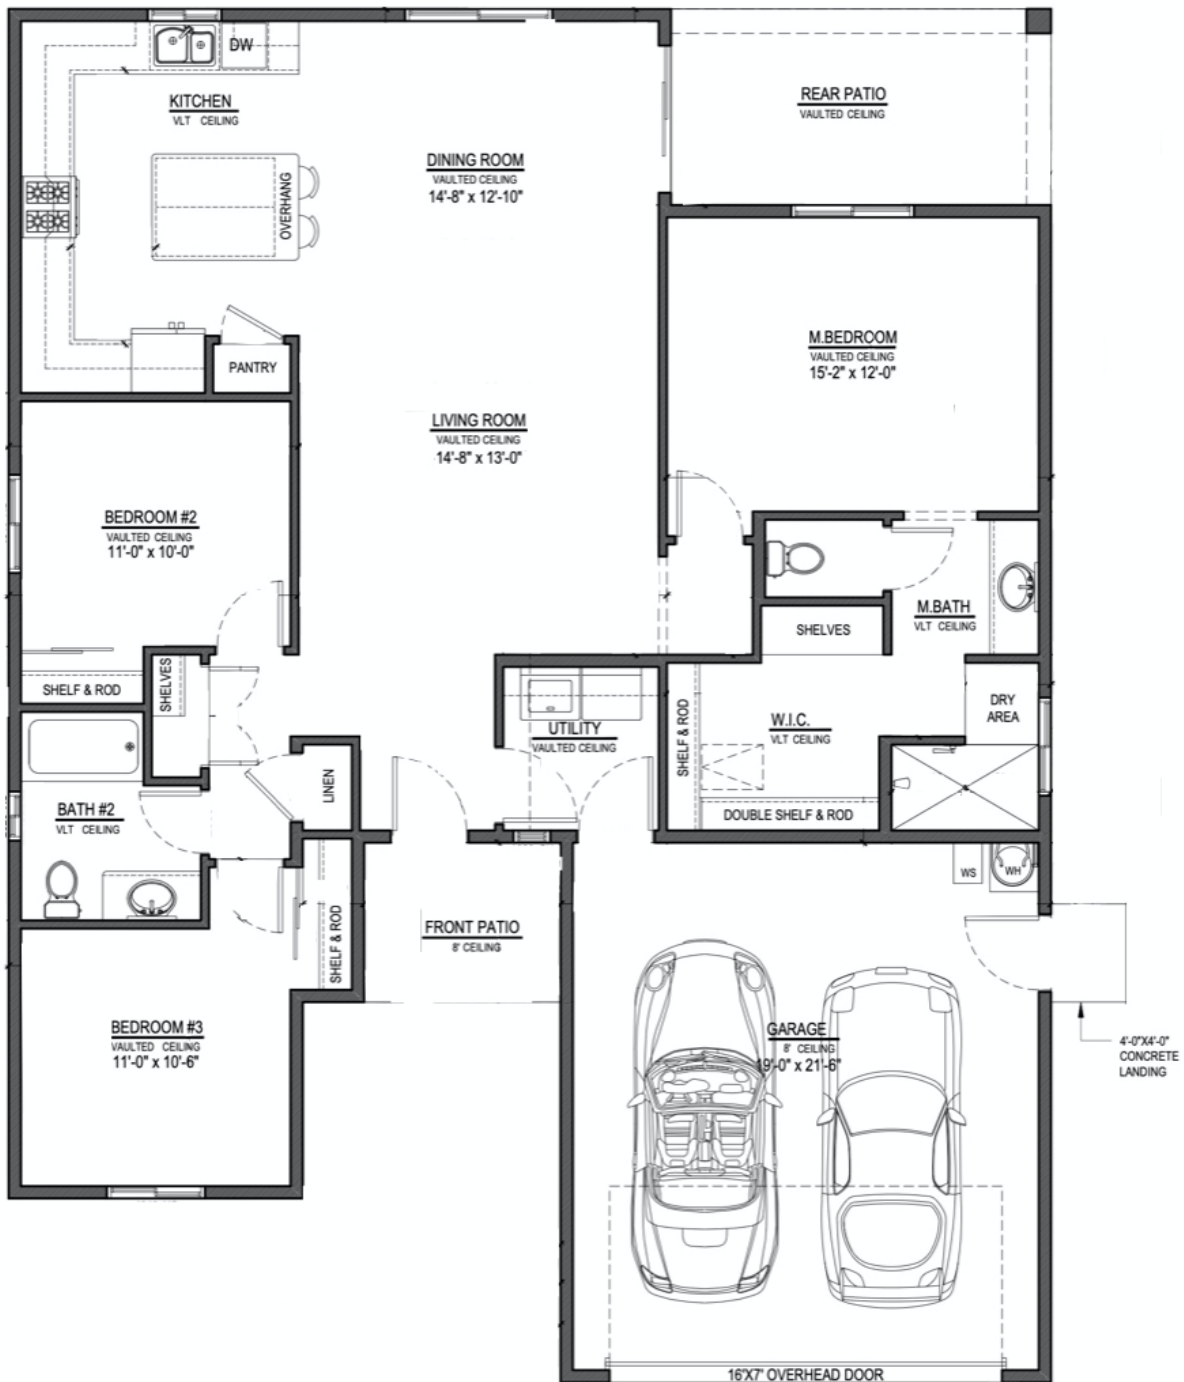 DW
KITCHEN
VLT CEILING
REAR PATIO
VAULTED CEILING
DINING ROOM
VAULTED CEILING
14'-8" x 12'-10"
OVERHANG
PANTRY
M.BEDROOM
VAULTED CEILING
15'-2" x 12'-0"
LIVING ROOM
VAULTED CEILING
14'-8" x 13'-0"
BEDROOM #2
VAULTED CEILING
11'-0" x 10'-0"
M.BATH
VLT CEILING
SHELVES
SHELVES
SHELF & ROD
DRY
AREA
UTILITY
VAULTED CEILING
SHELF & ROD
W.I.C.
VLT CEILING
LINEN
BATH #2
VLT CEILING
DOUBLE SHELF & ROD
WS
WH
SHELF & ROD
FRONT PATIO
8' CEILING
BEDROOM #3
VAULTED CEILING
11'-0" x 10'-6"
GARAGE
8' CEILING
19'-0" x 21'-6"
4'-0"X4'-0"
CONCRETE
LANDING
16'X7' OVERHEAD DOOR